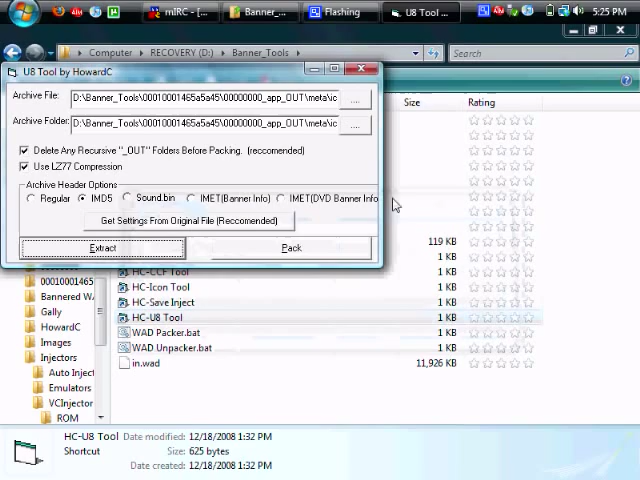 mIRC - [...
Banner_...
Flashing
U8 Tool ...
5:25 PM
Computer
RECOVERY (D:)
Banner_Tools
Search
U8 Tool by HowardC
Size
Rating
Archive File:
D:\Banner_Tools\00010001465a5a45\00000000_app_OUT\meta\ic
....
Archive Folder:
D:\Banner_Tools\00010001465a5a45\00000000_app_OUT\meta\ic
....
Delete Any Recursive "_OUT" Folders Before Packing. (reccomended)
Use LZ77 Compression
Archive Header Options
Regular
IMD5
Sound.bin
IMET(Banner Info)
IMET(DVD Banner Info
Get Settings From Original File (Reccomended)
Extract
Pack
119 KB
1 KB
HC-CCF Tool
1 KB
00010001465
HC-Icon Tool
1 KB
Bannered WA
HC-Save Inject
1 KB
Gally
HC-U8 Tool
1 KB
HowardC
WAD Packer.bat
1 KB
Images
WAD Unpacker.bat
1 KB
Injectors
in.wad
11,926 KB
Auto Inject
Emulators
VCInjector
ROM
HC-U8 Tool Date modified: 12/18/2008 1:32 PM
Shortcut Size: 625 bytes
Date created: 12/18/2008 1:32 PM